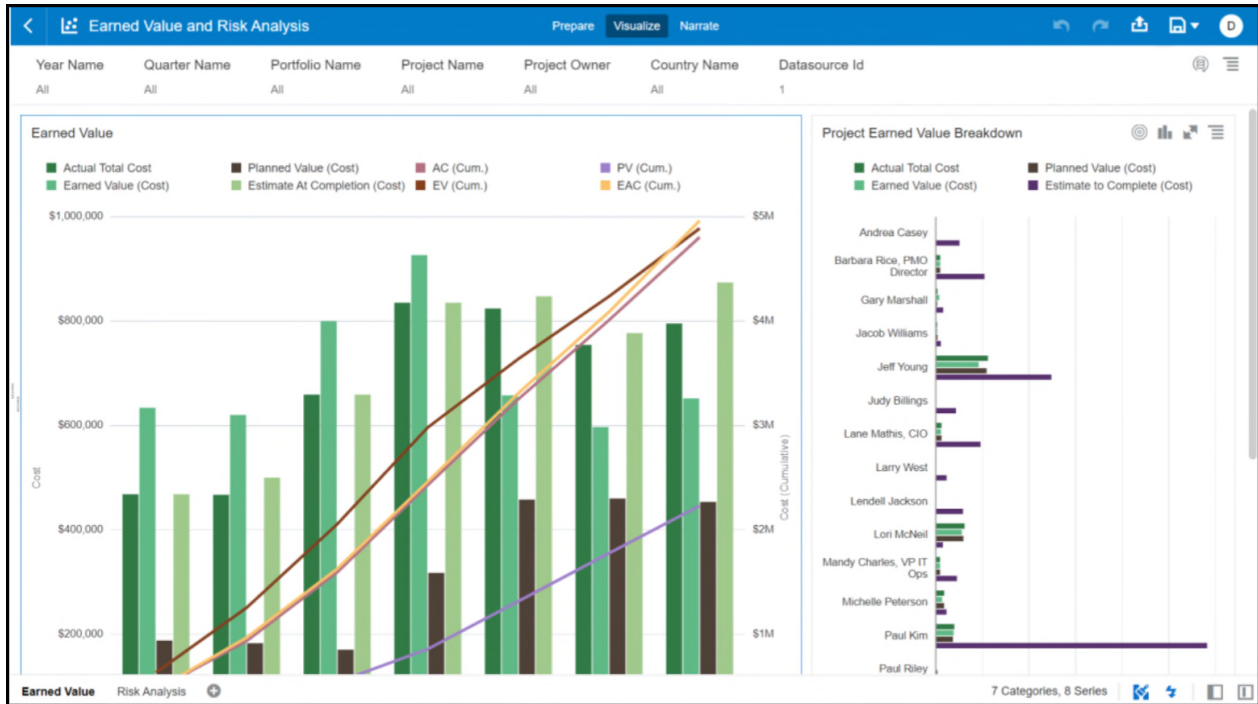 Earned Value and Risk Analysis
Prepare Visualize Narrate
D
Year Name Quarter Name Portfolio Name Project Name Project Owner Country Name Datasource Id
All All All All All All 1
Earned Value
Actual Total Cost Planned Value (Cost) AC (Cum.) PV (Cum.)
Earned Value (Cost) Estimate At Completion (Cost) EV (Cum.) EAC (Cum.)
$1,000,000 $5M
$800,000 $4M
$600,000 $3M
$400,000 $2M
$200,000 $1M
Cost
Cost (Cumulative)
Project Earned Value Breakdown
Actual Total Cost Planned Value (Cost)
Earned Value (Cost) Estimate to Complete (Cost)
Andrea Casey
Barbara Rice, PMO
Director
Gary Marshall
Jacob Williams
Jeff Young
Judy Billings
Lane Mathis, CIO
Larry West
Lendell Jackson
Lori McNeil
Mandy Charles, VP IT
Ops
Michelle Peterson
Paul Kim
Paul Riley
Earned Value Risk Analysis
7 Categories, 8 Series